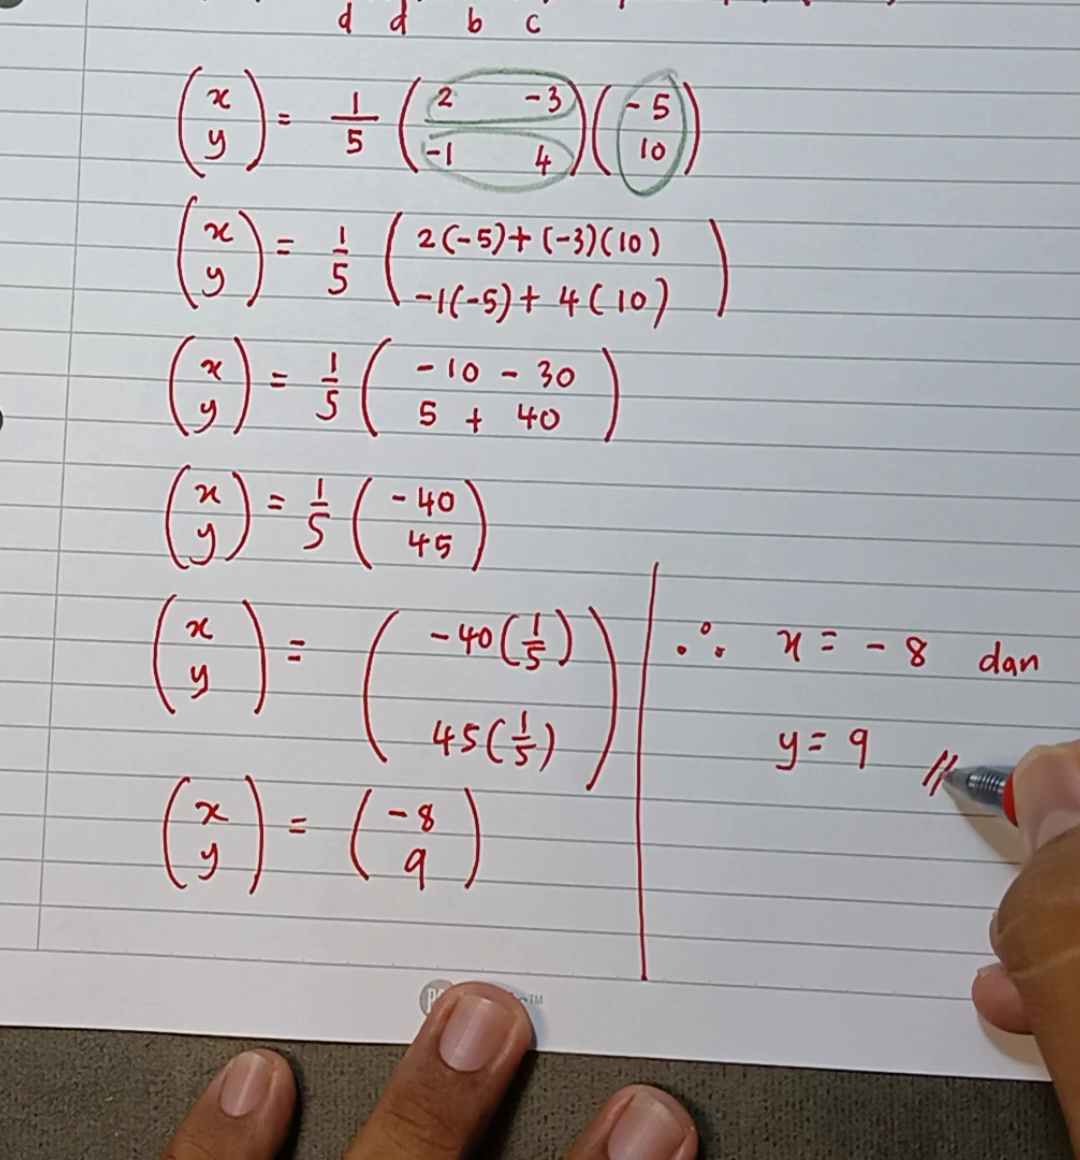 d d b c
(x y) = 1/5 (2 -3 -1 4)(-5 10)
(x y) = 1/5 (2(-5)+(-3)(10) -1(-5)+4(10))
(x y) = 1/5 (-10 - 30 5 + 40)
(x y) = 1/5 (-40 45)
(x y) = (-40(1/5) 45(1/5))
(x y) = (-8 9)
∴ x = -8 dan
y = 9 //